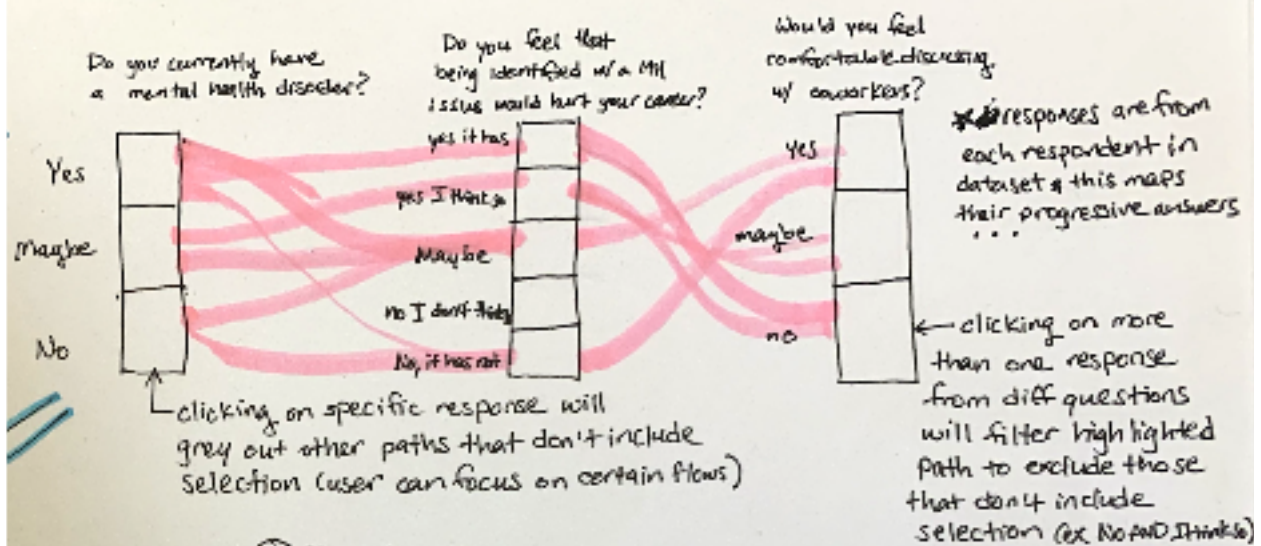 Do you currently have
a mental health disorder?
Yes
Maybe
No
Do you feel that
being identified w/ a MH
issue would hurt your career?
yes it has
yes I think so
Maybe
no I don't think
No, it has not
Would you feel
comfortable discussing
w/ coworkers?
yes
maybe
no
responses are from
each respondent in
dataset & this maps
their progressive answers
...
clicking on specific response will
grey out other paths that don't include
selection (user can focus on certain flows)
← clicking on more
than one response
from diff questions
will filter highlighted
path to exclude those
that don't include
selection (ex No AND I think so)